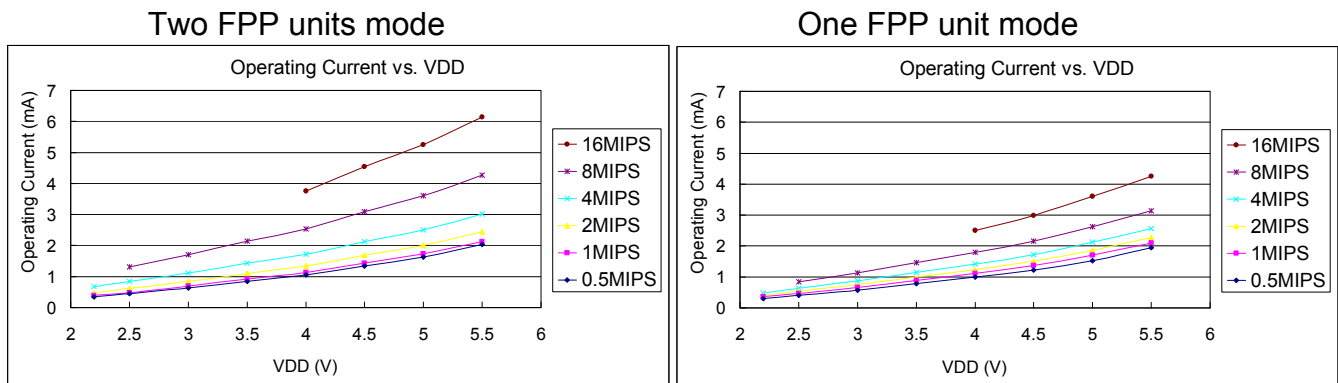 Two FPP units mode
Operating Current vs. VDD
Operating Current (mA)
7
6
5
4
3
2
1
0
2
2.5
3
3.5
4
4.5
5
5.5
6
VDD (V)
16MIPS
8MIPS
4MIPS
2MIPS
1MIPS
0.5MIPS
One FPP unit mode
Operating Current vs. VDD
Operating Current (mA)
7
6
5
4
3
2
1
0
2
2.5
3
3.5
4
4.5
5
5.5
6
VDD (V)
16MIPS
8MIPS
4MIPS
2MIPS
1MIPS
0.5MIPS